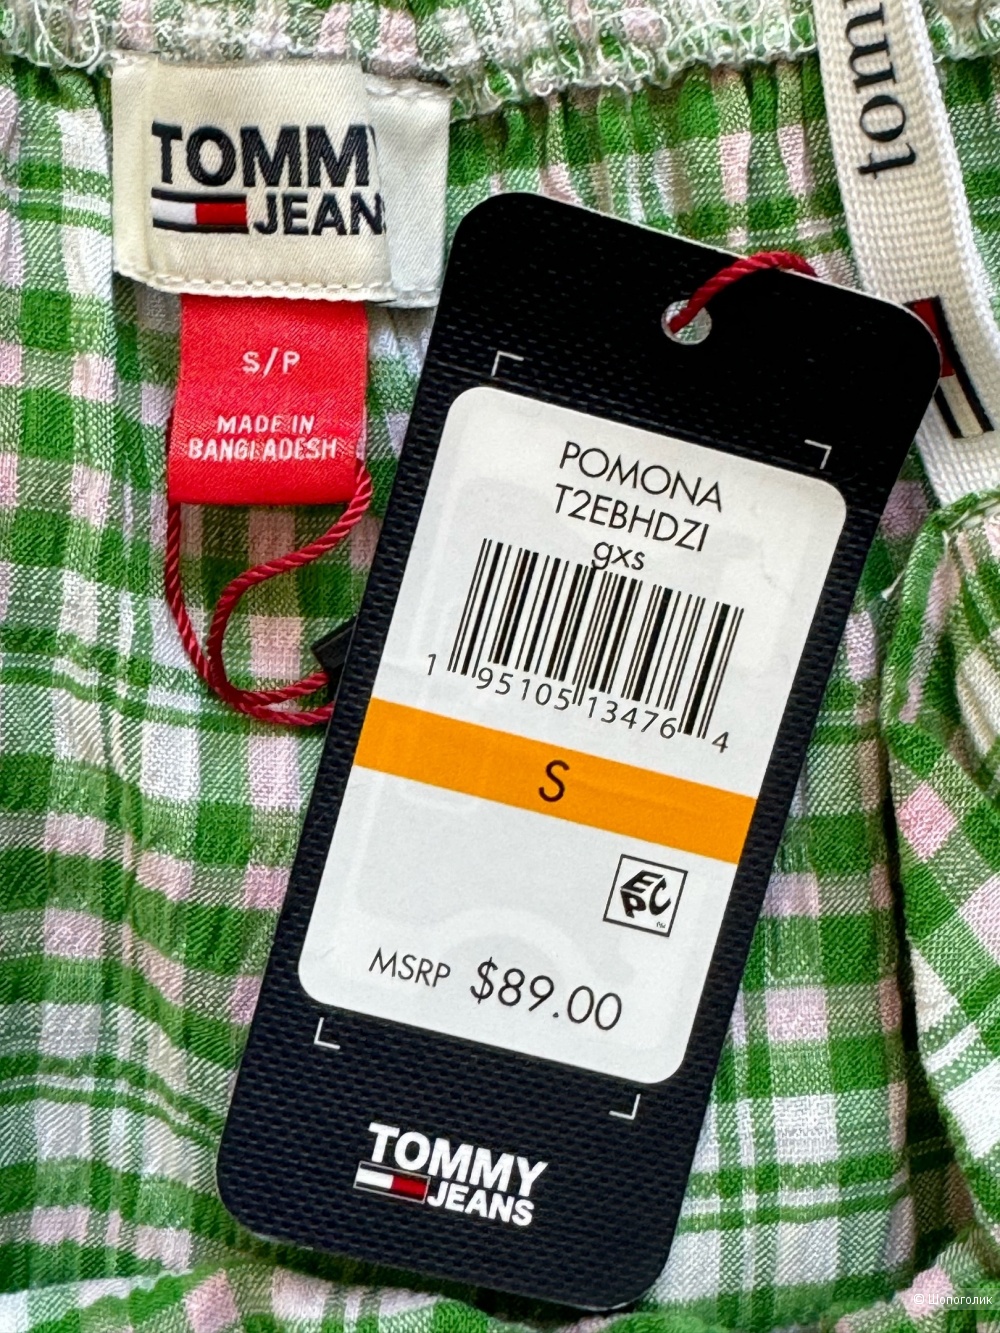 TOMMY
JEANS
S/P
MADE IN
BANGLADESH
tommy
POMONA
T2EBHDZI
gxs
1 95105 13476 4
S
EPC
MSRP $89.00
TOMMY
JEANS
© Шопоголик